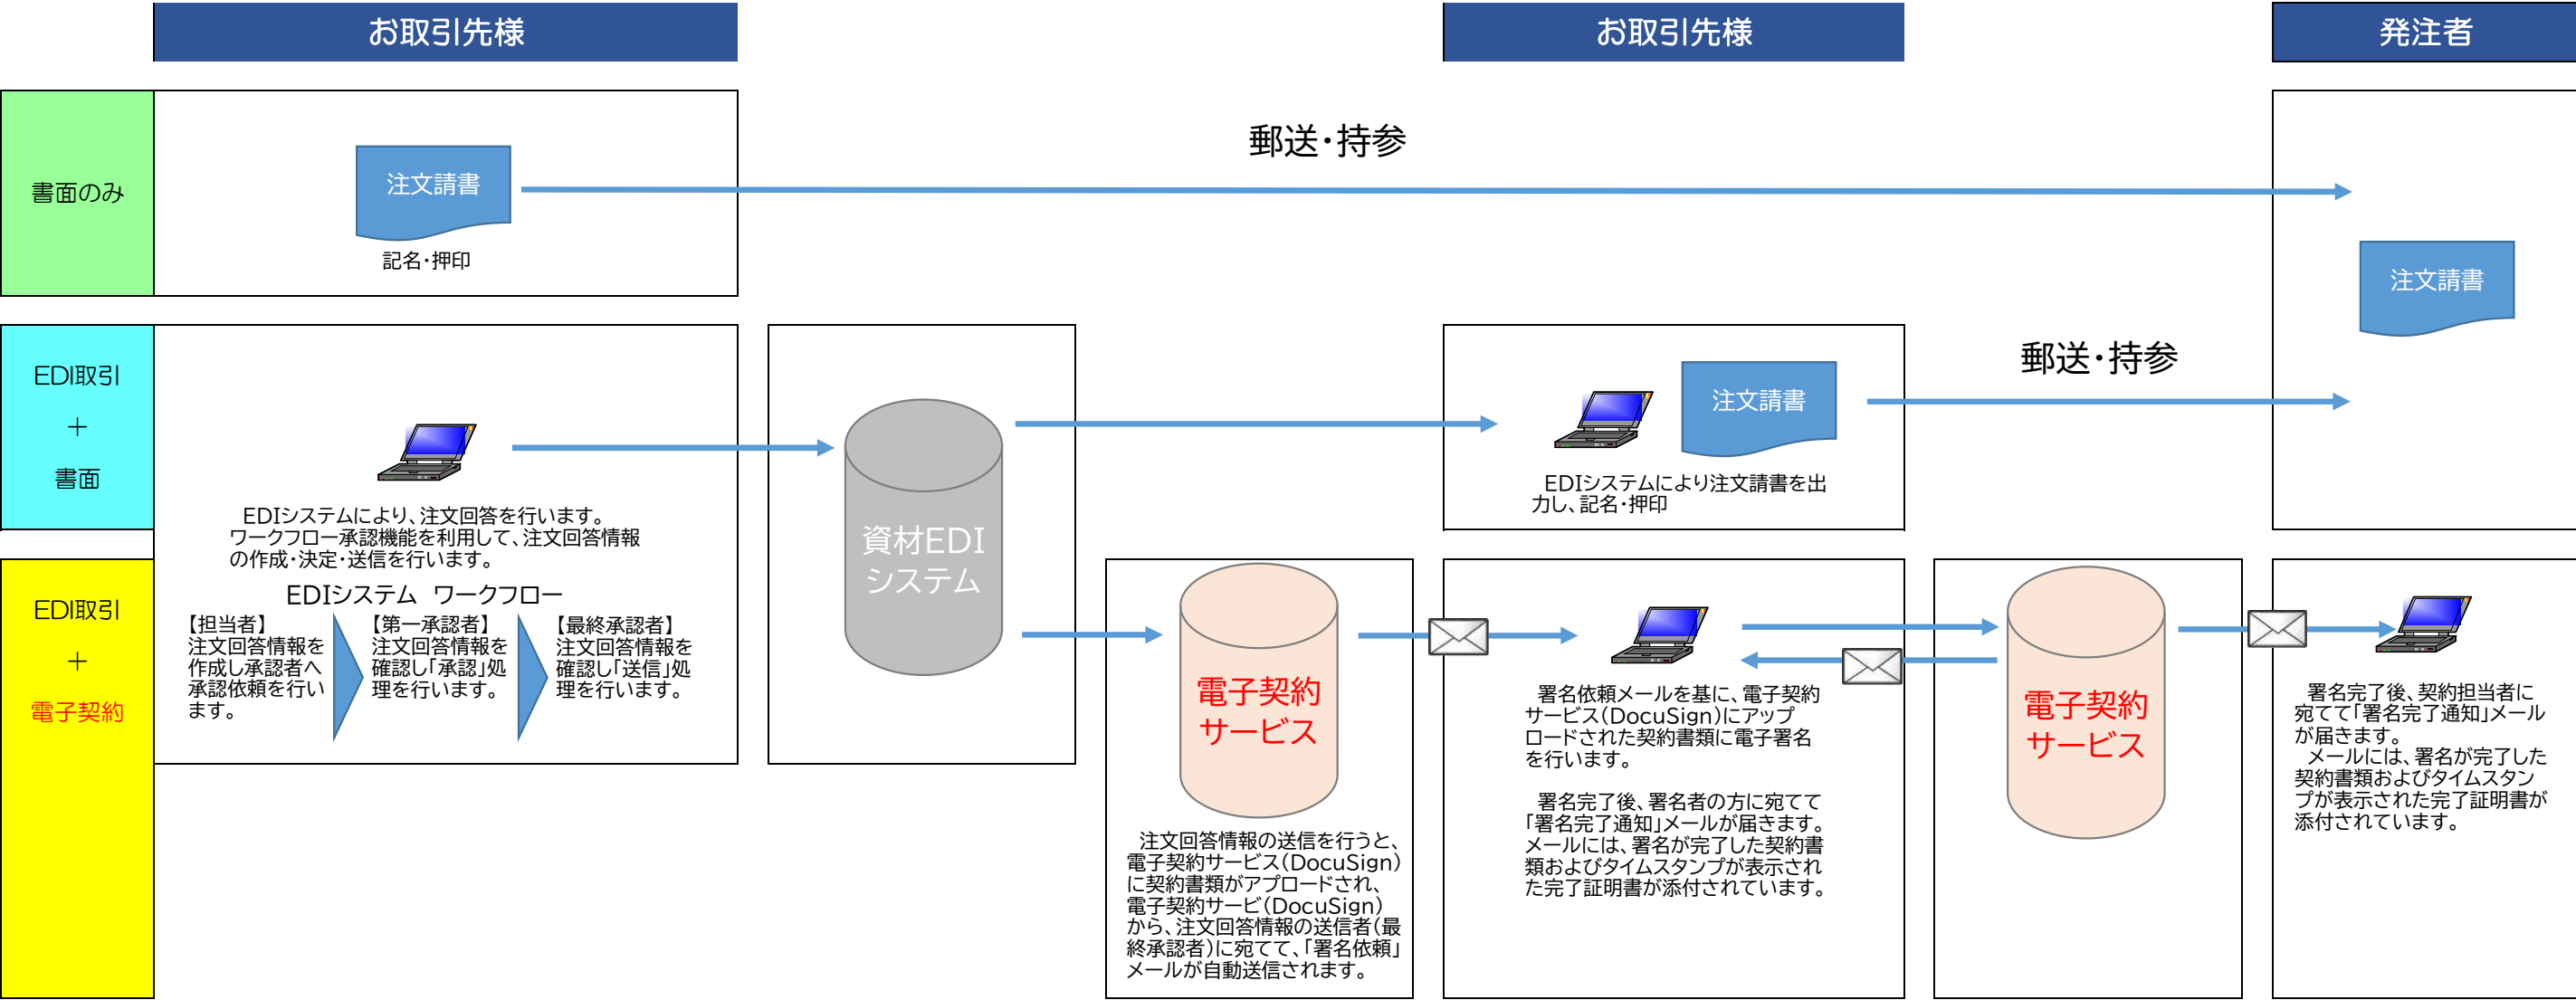 お取引先様
お取引先様
発注者
書面のみ
注文請書
記名・押印
郵送・持参
注文請書
EDI取引
＋
書面
EDIシステムにより、注文回答を行います。
ワークフロー承認機能を利用して、注文回答情報
の作成・決定・送信を行います。
EDIシステム　ワークフロー
【担当者】
注文回答情報を
作成し承認者へ
承認依頼を行い
ます。
【第一承認者】
注文回答情報を
確認し「承認」処
理を行います。
【最終承認者】
注文回答情報を
確認し「送信」処
理を行います。
資材EDI
システム
注文請書
EDIシステムにより注文請書を出
力し、記名・押印
郵送・持参
EDI取引
＋
電子契約
電子契約
サービス
注文回答情報の送信を行うと、
電子契約サービス（DocuSign）
に契約書類がアプロードされ、
電子契約サービ（DocuSign）
から、注文回答情報の送信者（最
終承認者）に宛てて、「署名依頼」
メールが自動送信されます。
署名依頼メールを基に、電子契約
サービス（DocuSign）にアップ
ロードされた契約書類に電子署名
を行います。
署名完了後、署名者の方に宛てて
「署名完了通知」メールが届きます。
メールには、署名が完了した契約書
類およびタイムスタンプが表示され
た完了証明書が添付されています。
電子契約
サービス
署名完了後、契約担当者に
宛てて「署名完了通知」メール
が届きます。
メールには、署名が完了した
契約書類およびタイムスタン
プが表示された完了証明書が
添付されています。